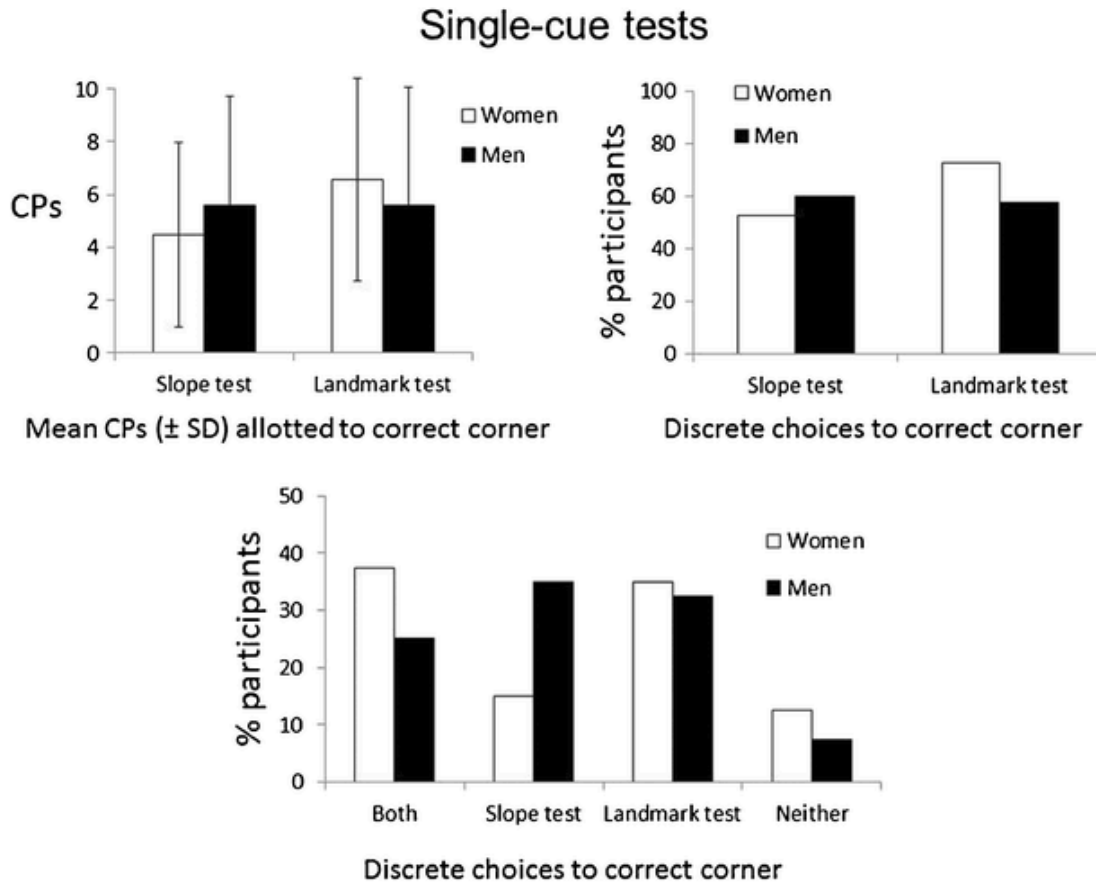 Single-cue tests
10
8
6
4
2
0
CPs
Women
Men
Slope test
Landmark test
Mean CPs (± SD) allotted to correct corner
100
80
60
40
20
0
% participants
Women
Men
Slope test
Landmark test
Discrete choices to correct corner
50
40
30
20
10
0
% participants
Women
Men
Both
Slope test
Landmark test
Neither
Discrete choices to correct corner